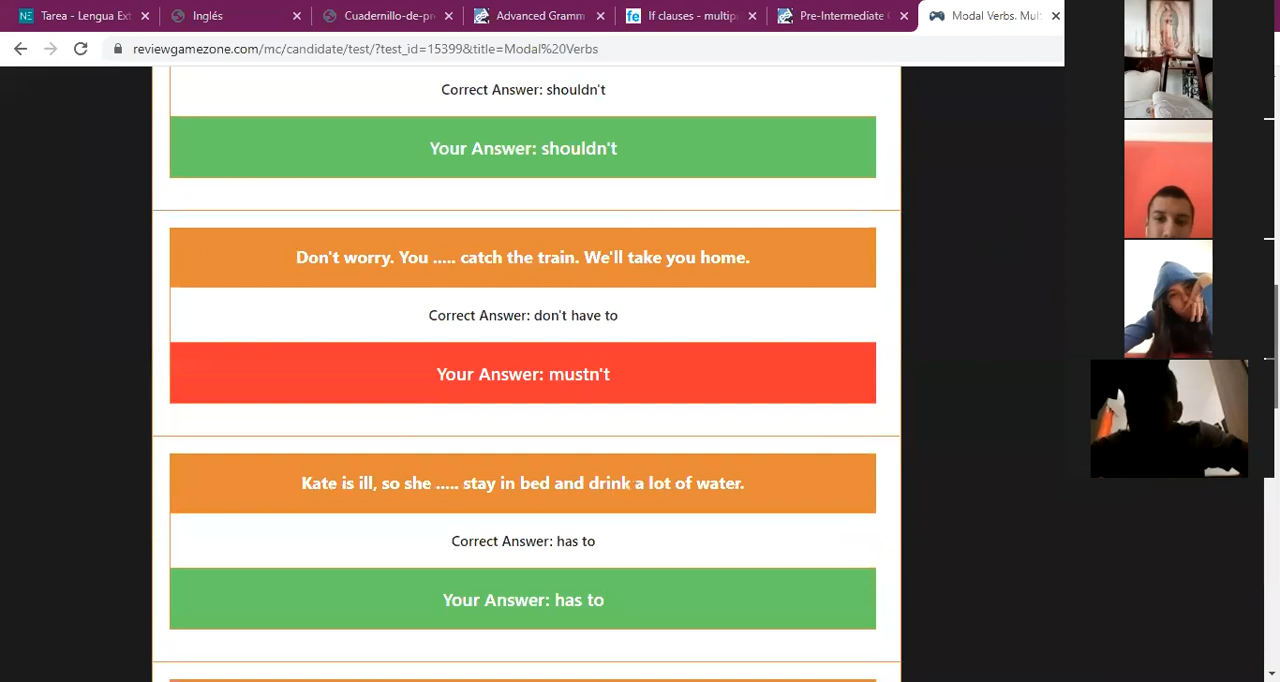 Tarea - Lengua Ext
Inglés
Cuadernillo-de-pr
Advanced Gramm
If clauses - multip
Pre-Intermediate
Modal Verbs. Mul
reviewgamezone.com/mc/candidate/test/?test_id=15399&title=Modal%20Verbs
Correct Answer: shouldn't
Your Answer: shouldn't
Don't worry. You ..... catch the train. We'll take you home.
Correct Answer: don't have to
Your Answer: mustn't
Kate is ill, so she ..... stay in bed and drink a lot of water.
Correct Answer: has to
Your Answer: has to